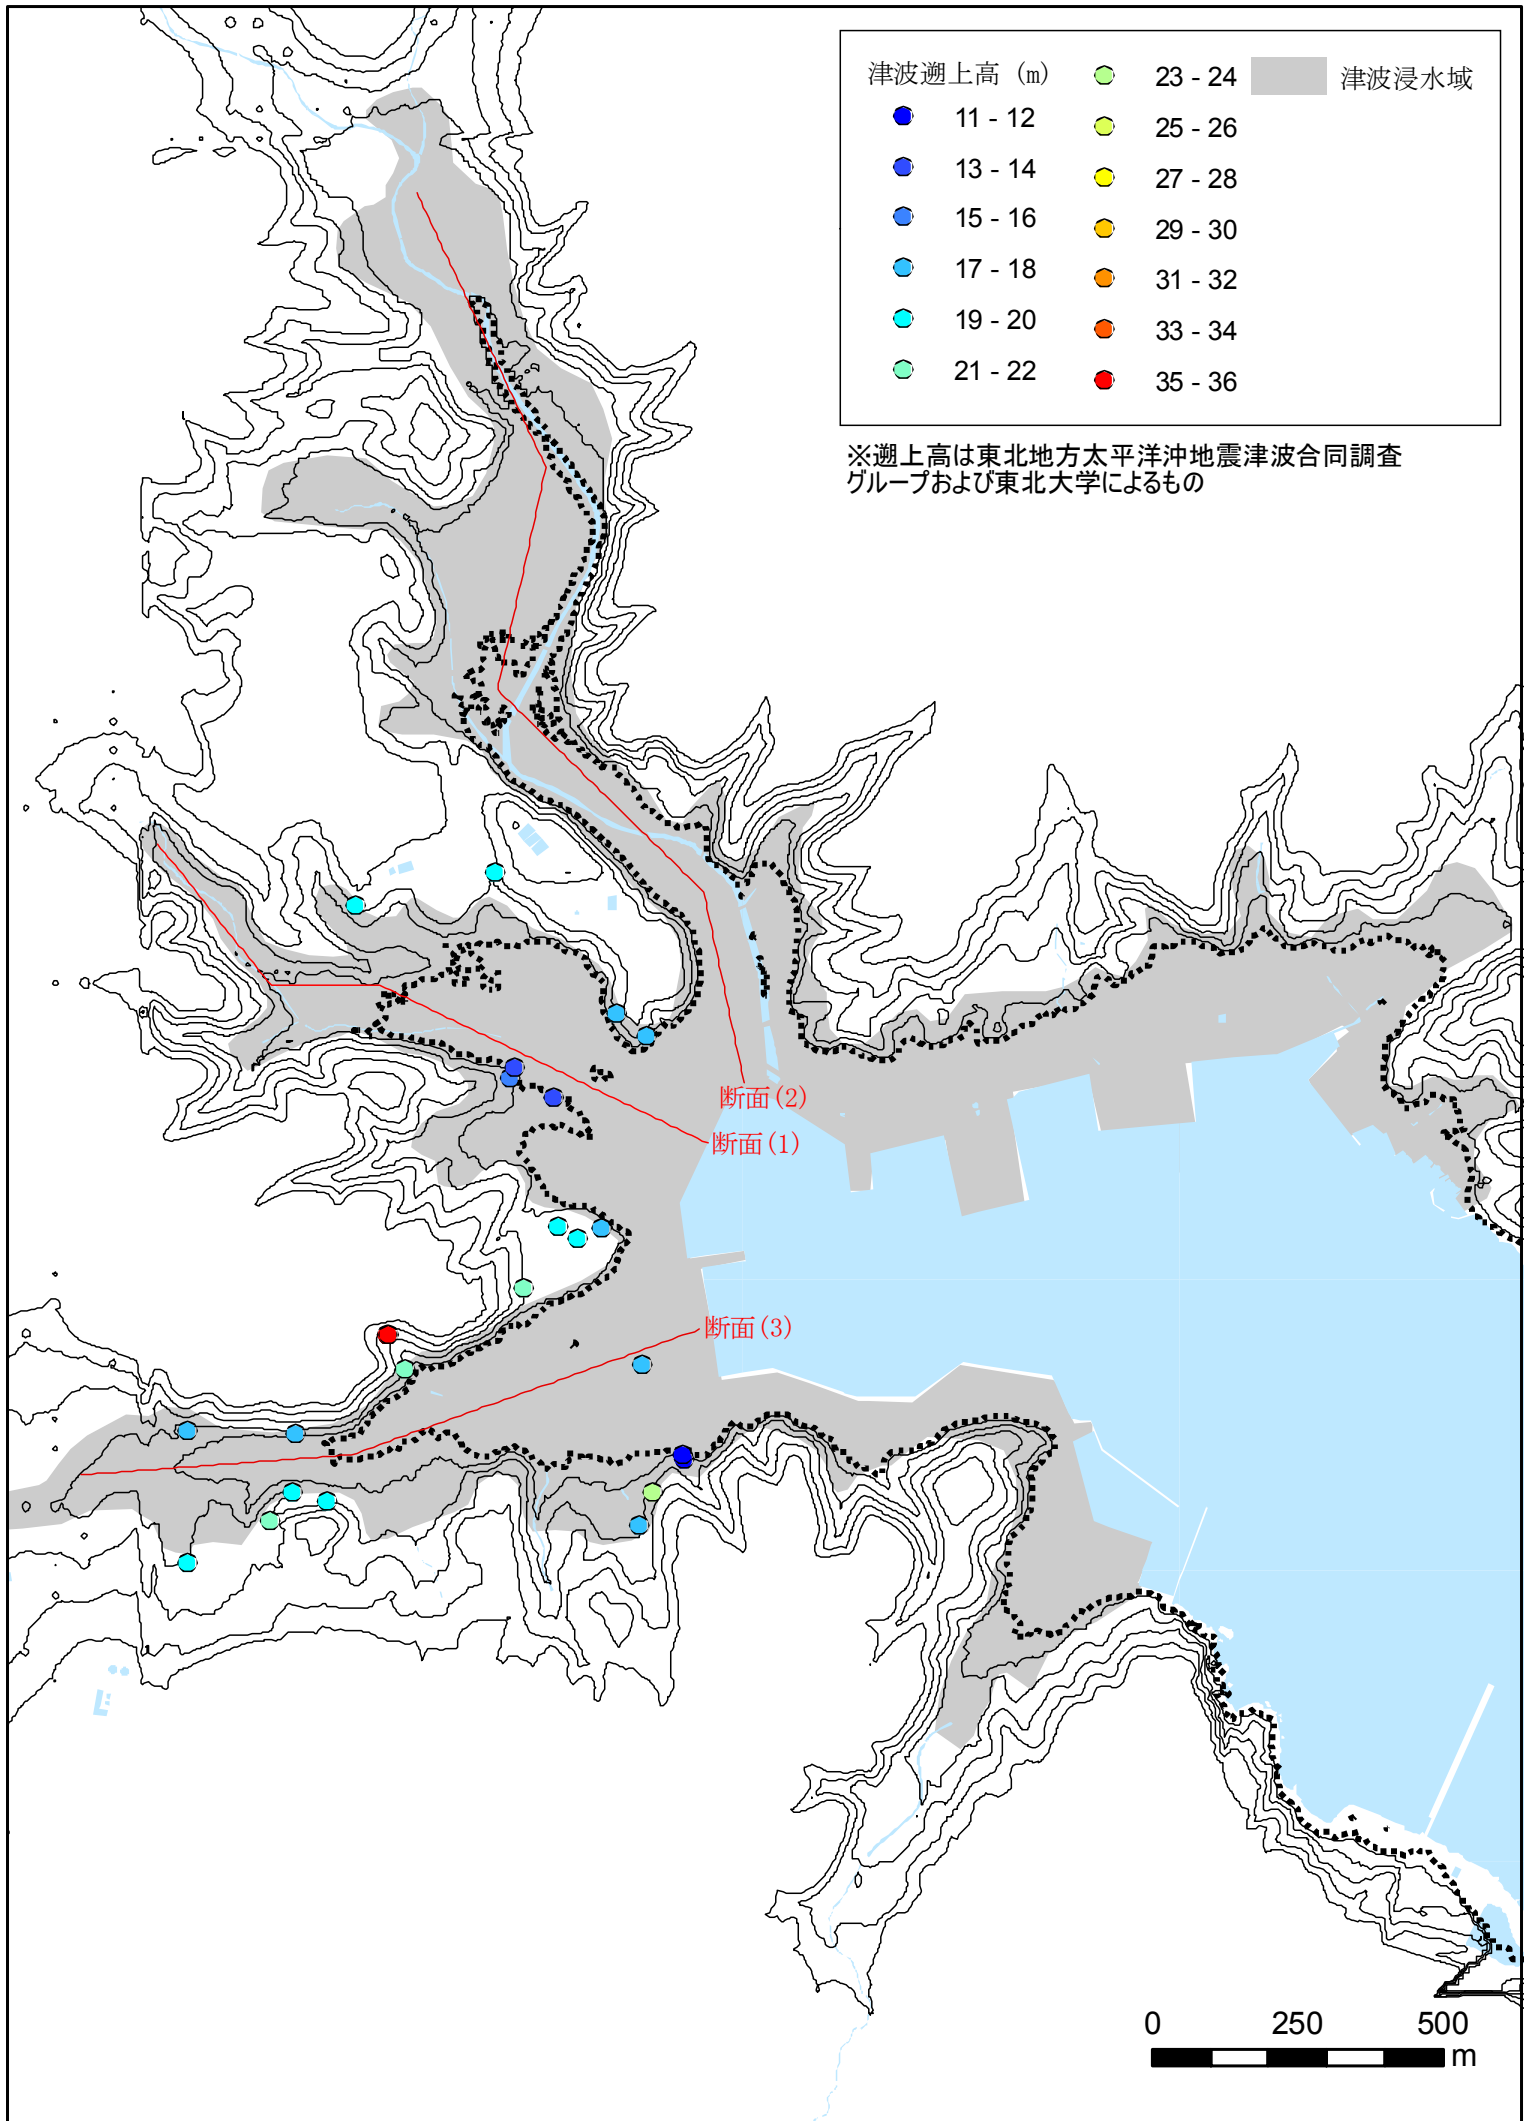 津波遡上高 (m)
11 - 12
13 - 14
15 - 16
17 - 18
19 - 20
21 - 22
23 - 24
25 - 26
27 - 28
29 - 30
31 - 32
33 - 34
35 - 36
津波浸水域
※遡上高は東北地方太平洋沖地震津波合同調査
グループおよび東北大学によるもの
断面(2)
断面(1)
断面(3)
0 250 500
m